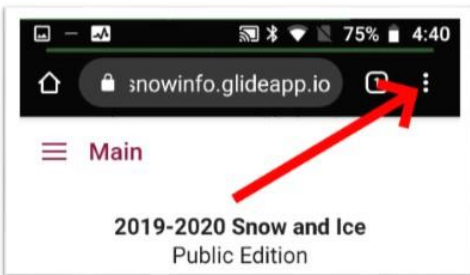 75% 4:40
snowinfo.glideapp.io 1
Main
2019-2020 Snow and Ice
Public Edition